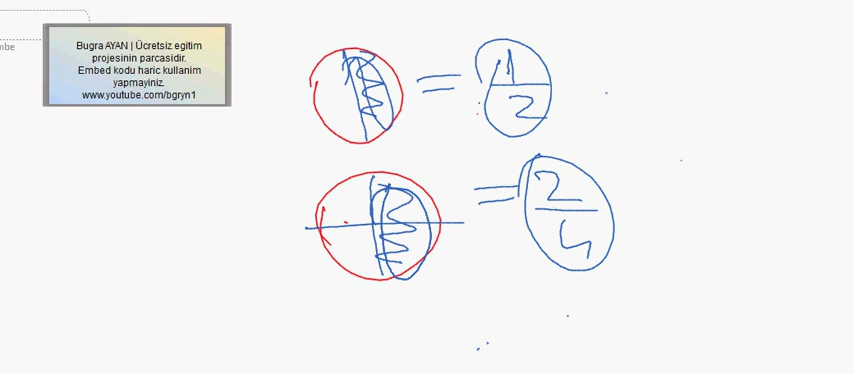 mbe
Bugra AYAN | Ücretsiz egitim
projesinin parcasidir.
Embed kodu haric kullanim
yapmayiniz.
www.youtube.com/bgryn1
= 1/2
= 2/4